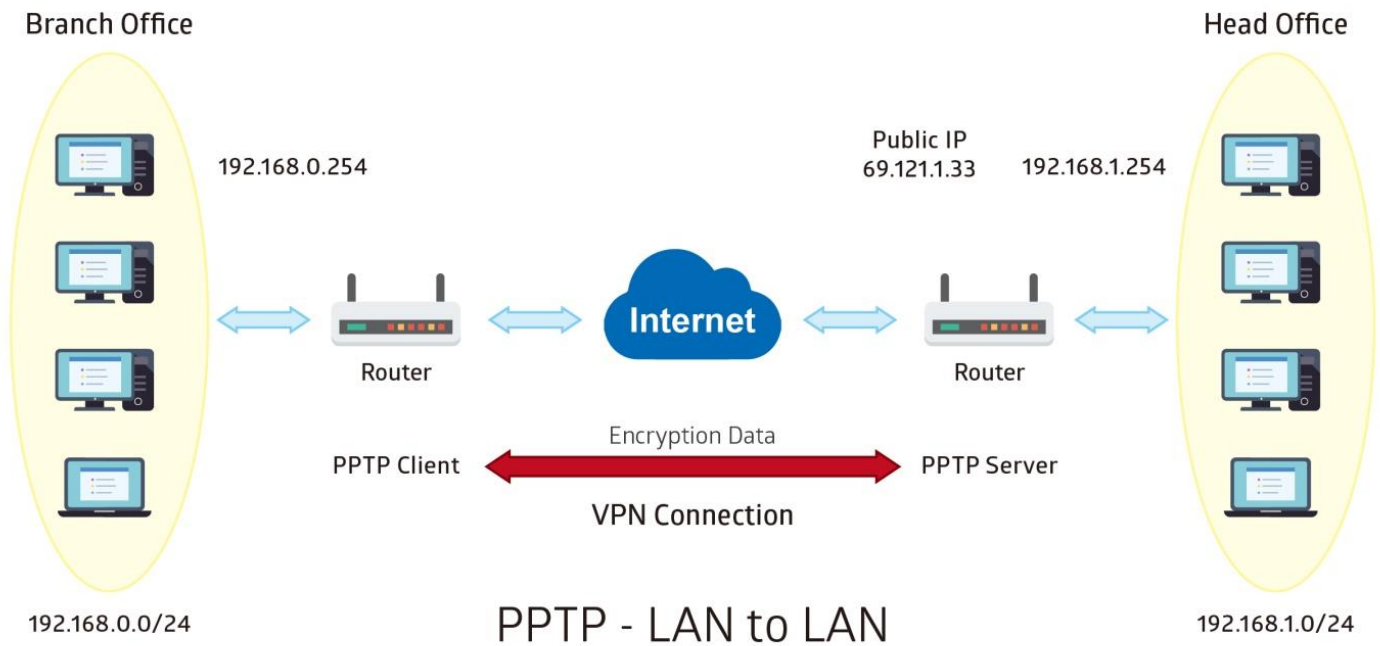 Branch Office
Head Office
192.168.0.254
Public IP
69.121.1.33
192.168.1.254
Internet
Router
Router
Encryption Data
PPTP Client
PPTP Server
VPN Connection
192.168.0.0/24
PPTP - LAN to LAN
192.168.1.0/24